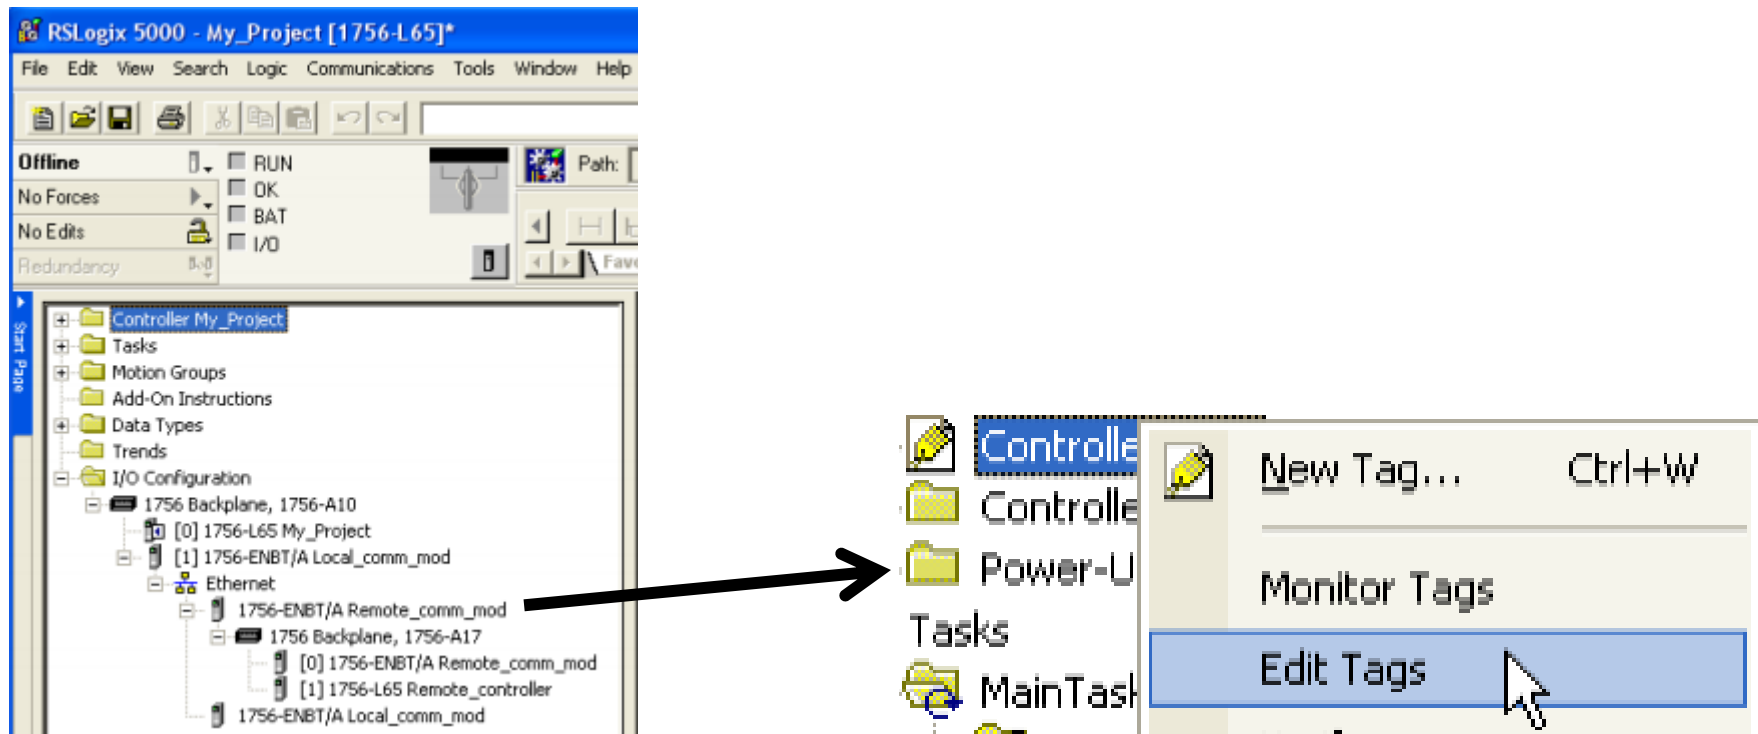 RSLogix 5000 - My_Project [1756-L65]*
File Edit View Search Logic Communications Tools Window Help
Offline
RUN
Path:
No Forces
OK
BAT
No Edits
I/O
Redundancy
Start Page
Controller My_Project
Tasks
Motion Groups
Add-On Instructions
Data Types
Trends
I/O Configuration
1756 Backplane, 1756-A10
[0] 1756-L65 My_Project
[1] 1756-ENBT/A Local_comm_mod
Ethernet
1756-ENBT/A Remote_comm_mod
1756 Backplane, 1756-A17
[0] 1756-ENBT/A Remote_comm_mod
[1] 1756-L65 Remote_controller
1756-ENBT/A Local_comm_mod
Controlle
Controlle
Power-U
Tasks
MainTas
New Tag... Ctrl+W
Monitor Tags
Edit Tags